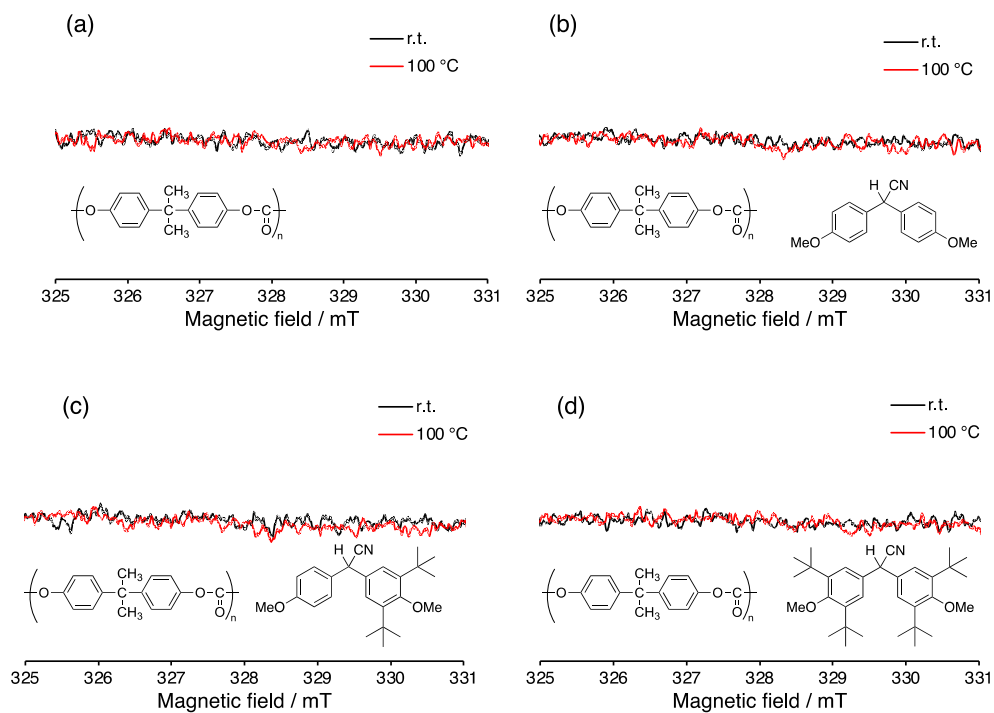 (a)
r.t.
100 °C
CH3
O
O
C
O
CH3
n
325 326 327 328 329 330 331
Magnetic field / mT
(b)
r.t.
100 °C
CH3
O
O
C
O
CH3
n
H CN
MeO
OMe
325 326 327 328 329 330 331
Magnetic field / mT
(c)
r.t.
100 °C
CH3
O
O
C
O
CH3
n
H CN
MeO
OMe
325 326 327 328 329 330 331
Magnetic field / mT
(d)
r.t.
100 °C
CH3
O
O
C
O
CH3
n
H CN
MeO
OMe
325 326 327 328 329 330 331
Magnetic field / mT